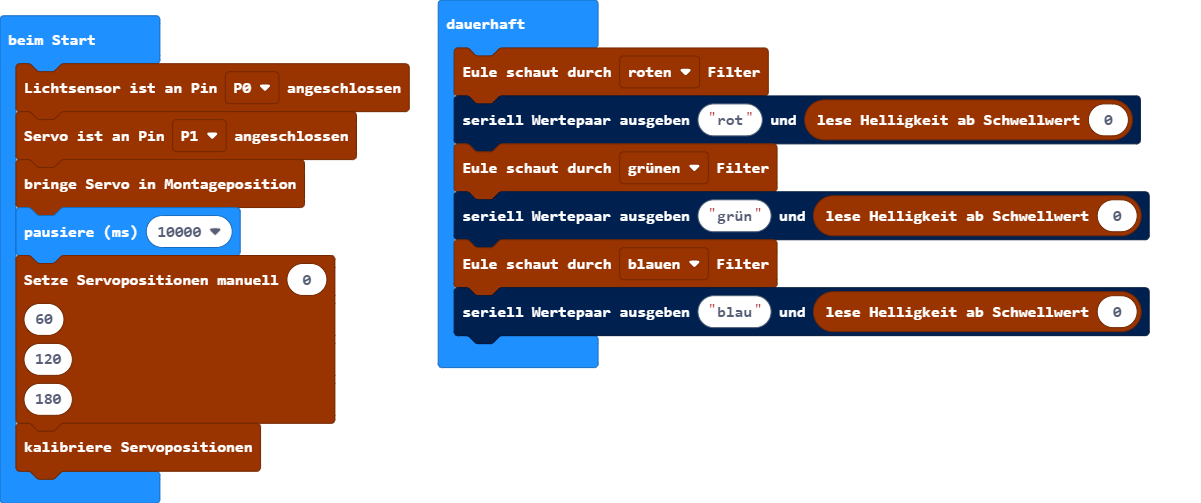 beim Start
Lichtsensor ist an Pin P0 angeschlossen
Servo ist an Pin P1 angeschlossen
bringe Servo in Montageposition
pausiere (ms) 10000
Setze Servopositionen manuell 0
60
120
180
kalibriere Servopositionen
dauerhaft
Eule schaut durch roten Filter
seriell Wertepaar ausgeben "rot" und lese Helligkeit ab Schwellwert 0
Eule schaut durch grünen Filter
seriell Wertepaar ausgeben "grün" und lese Helligkeit ab Schwellwert 0
Eule schaut durch blauen Filter
seriell Wertepaar ausgeben "blau" und lese Helligkeit ab Schwellwert 0